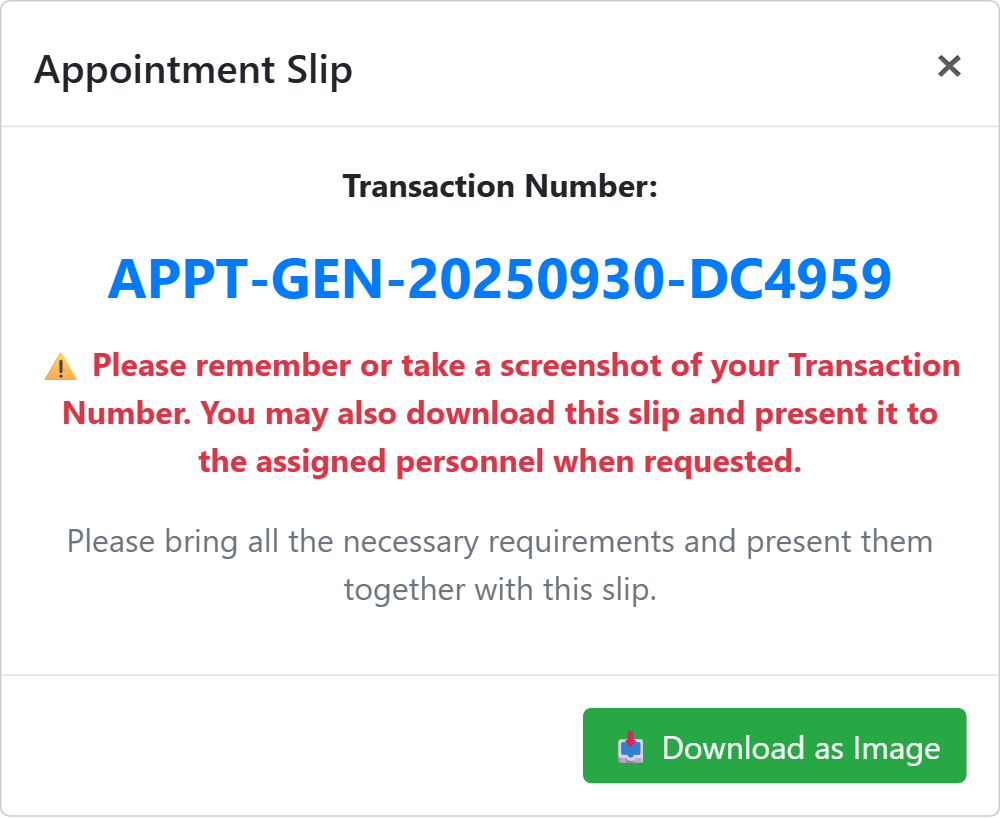 Appointment Slip ×
Transaction Number:
APPT-GEN-20250930-DC4959
⚠️ Please remember or take a screenshot of your Transaction
Number. You may also download this slip and present it to
the assigned personnel when requested.
Please bring all the necessary requirements and present them
together with this slip.
📥 Download as Image